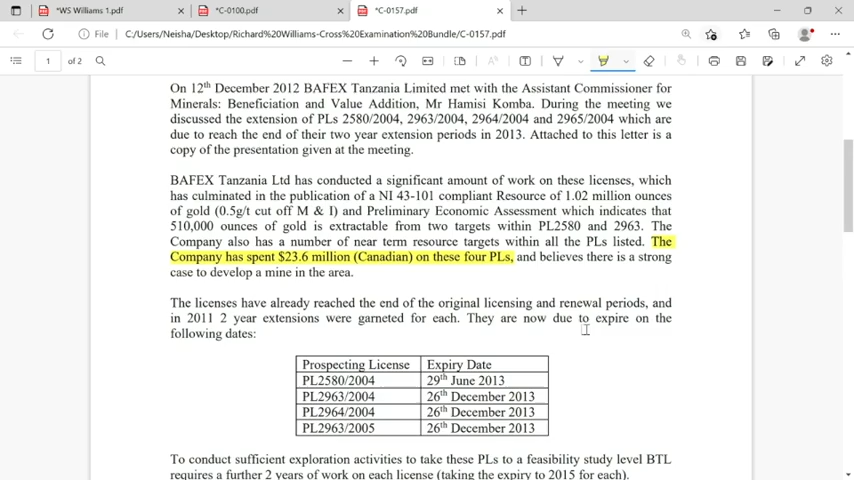 *WS Williams 1.pdf
*C-0100.pdf
*C-0157.pdf
File
C:/Users/Neisha/Desktop/Richard%20Williams-Cross%20Examination%20Bundle/C-0157.pdf
1 of 2
On 12th December 2012 BAFEX Tanzania Limited met with the Assistant Commissioner for
Minerals: Beneficiation and Value Addition, Mr Hamisi Komba. During the meeting we
discussed the extension of PLs 2580/2004, 2963/2004, 2964/2004 and 2965/2004 which are
due to reach the end of their two year extension periods in 2013. Attached to this letter is a
copy of the presentation given at the meeting.
BAFEX Tanzania Ltd has conducted a significant amount of work on these licenses, which
has culminated in the publication of a NI 43-101 compliant Resource of 1.02 million ounces
of gold (0.5g/t cut off M & I) and Preliminary Economic Assessment which indicates that
510,000 ounces of gold is extractable from two targets within PL2580 and 2963. The
Company also has a number of near term resource targets within all the PLs listed. The
Company has spent $23.6 million (Canadian) on these four PLs, and believes there is a strong
case to develop a mine in the area.
The licenses have already reached the end of the original licensing and renewal periods, and
in 2011 2 year extensions were garneted for each. They are now due to expire on the
following dates:
Prospecting License Expiry Date
PL2580/2004 29th June 2013
PL2963/2004 26th December 2013
PL2964/2004 26th December 2013
PL2963/2005 26th December 2013
To conduct sufficient exploration activities to take these PLs to a feasibility study level BTL
requires a further 2 years of work on each license (taking the expiry to 2015 for each).